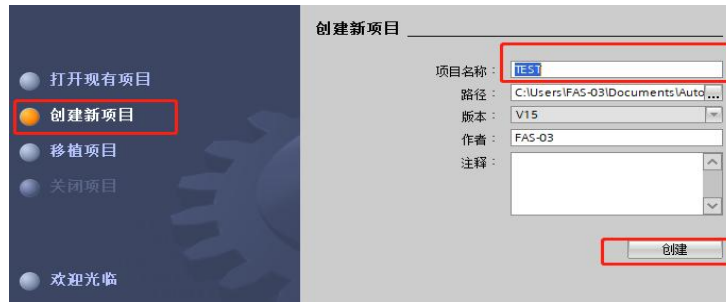 打开现有项目
创建新项目
移植项目
关闭项目
欢迎光临
创建新项目
项目名称：TEST
路径：C:\Users\FAS-03\Documents\Auto...
版本：V15
作者：FAS-03
注释：
创建